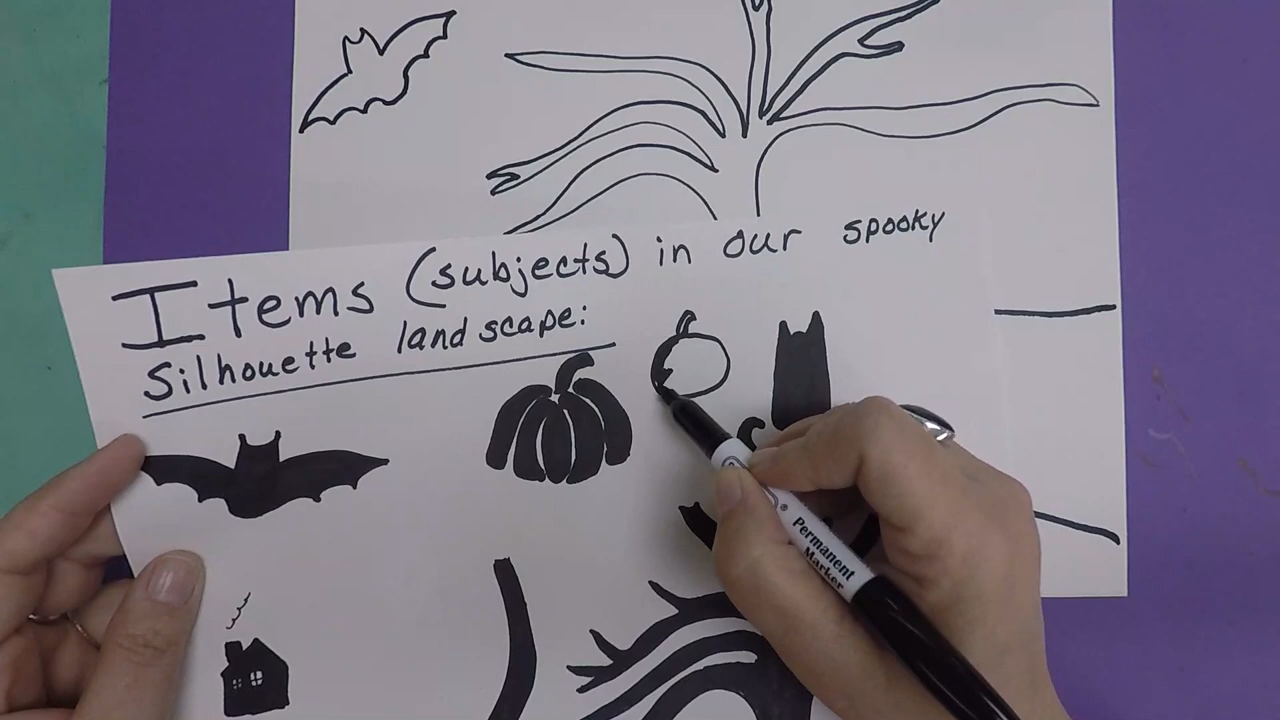 Items (subjects) in our spooky
Silhouette landscape:
Permanent
Marker